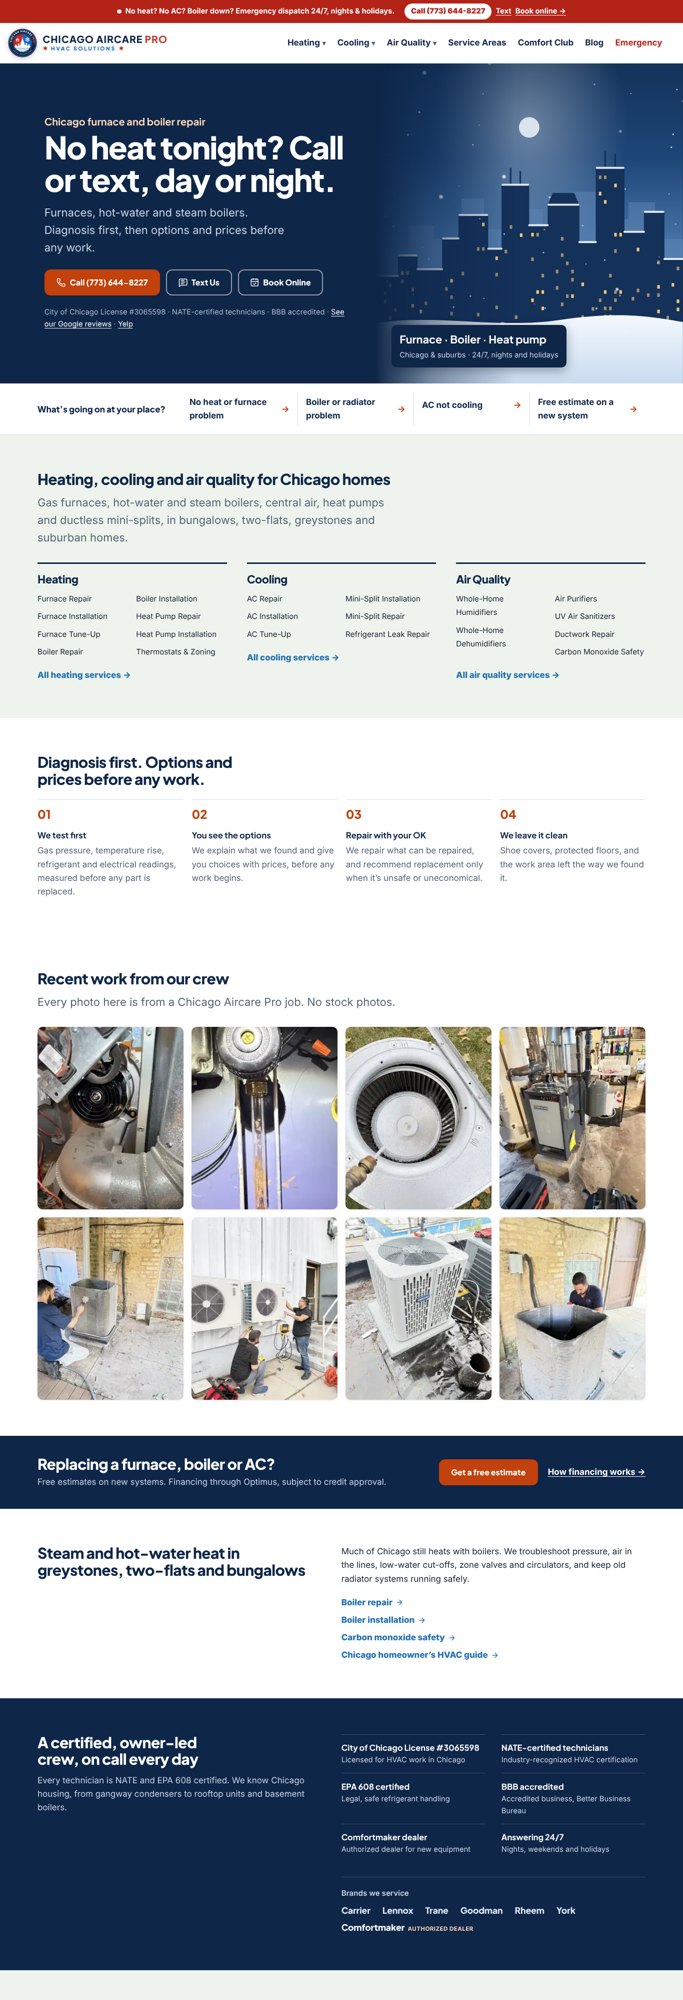 No heat? No AC? Boiler down? Emergency dispatch 24/7, nights & holidays. Call (773) 644-8227 Text Book online →
CHICAGO AIRCARE PRO
HVAC SOLUTIONS
Heating ▾ Cooling ▾ Air Quality ▾ Service Areas Comfort Club Blog Emergency
Chicago furnace and boiler repair
No heat tonight? Call
or text, day or night.
Furnaces, hot-water and steam boilers.
Diagnosis first, then options and prices before
any work.
Call (773) 644-8227 Text Us Book Online
City of Chicago License #3065598 · NATE-certified technicians · BBB accredited · See
our Google reviews · Yelp
Furnace · Boiler · Heat pump
Chicago & suburbs · 24/7, nights and holidays
What's going on at your place?
No heat or furnace
problem →
Boiler or radiator
problem →
AC not cooling →
Free estimate on a
new system →
Heating, cooling and air quality for Chicago homes
Gas furnaces, hot-water and steam boilers, central air, heat pumps
and ductless mini-splits, in bungalows, two-flats, greystones and
suburban homes.
Heating
Furnace Repair
Furnace Installation
Furnace Tune-Up
Boiler Repair
Boiler Installation
Heat Pump Repair
Heat Pump Installation
Thermostats & Zoning
All heating services →
Cooling
AC Repair
AC Installation
AC Tune-Up
Mini-Split Installation
Mini-Split Repair
Refrigerant Leak Repair
All cooling services →
Air Quality
Whole-Home
Humidifiers
Whole-Home
Dehumidifiers
Air Purifiers
UV Air Sanitizers
Ductwork Repair
Carbon Monoxide Safety
All air quality services →
Diagnosis first. Options and
prices before any work.
01
We test first
Gas pressure, temperature rise,
refrigerant and electrical readings,
measured before any part is
replaced.
02
You see the options
We explain what we found and give
you choices with prices, before any
work begins.
03
Repair with your OK
We repair what can be repaired,
and recommend replacement only
when it's unsafe or uneconomical.
04
We leave it clean
Shoe covers, protected floors, and
the work area left the way we found
it.
Recent work from our crew
Every photo here is from a Chicago Aircare Pro job. No stock photos.
Replacing a furnace, boiler or AC?
Free estimates on new systems. Financing through Optimus, subject to credit approval.
Get a free estimate How financing works →
Steam and hot-water heat in
greystones, two-flats and bungalows
Much of Chicago still heats with boilers. We troubleshoot pressure, air in
the lines, low-water cut-offs, zone valves and circulators, and keep old
radiator systems running safely.
Boiler repair →
Boiler installation →
Carbon monoxide safety →
Chicago homeowner's HVAC guide →
A certified, owner-led
crew, on call every day
Every technician is NATE and EPA 608 certified. We know Chicago
housing, from gangway condensers to rooftop units and basement
boilers.
City of Chicago License #3065598
Licensed for HVAC work in Chicago
NATE-certified technicians
Industry-recognized HVAC certification
EPA 608 certified
Legal, safe refrigerant handling
BBB accredited
Accredited business, Better Business
Bureau
Comfortmaker dealer
Authorized dealer for new equipment
Answering 24/7
Nights, weekends and holidays
Brands we service
Carrier Lennox Trane Goodman Rheem York
Comfortmaker AUTHORIZED DEALER